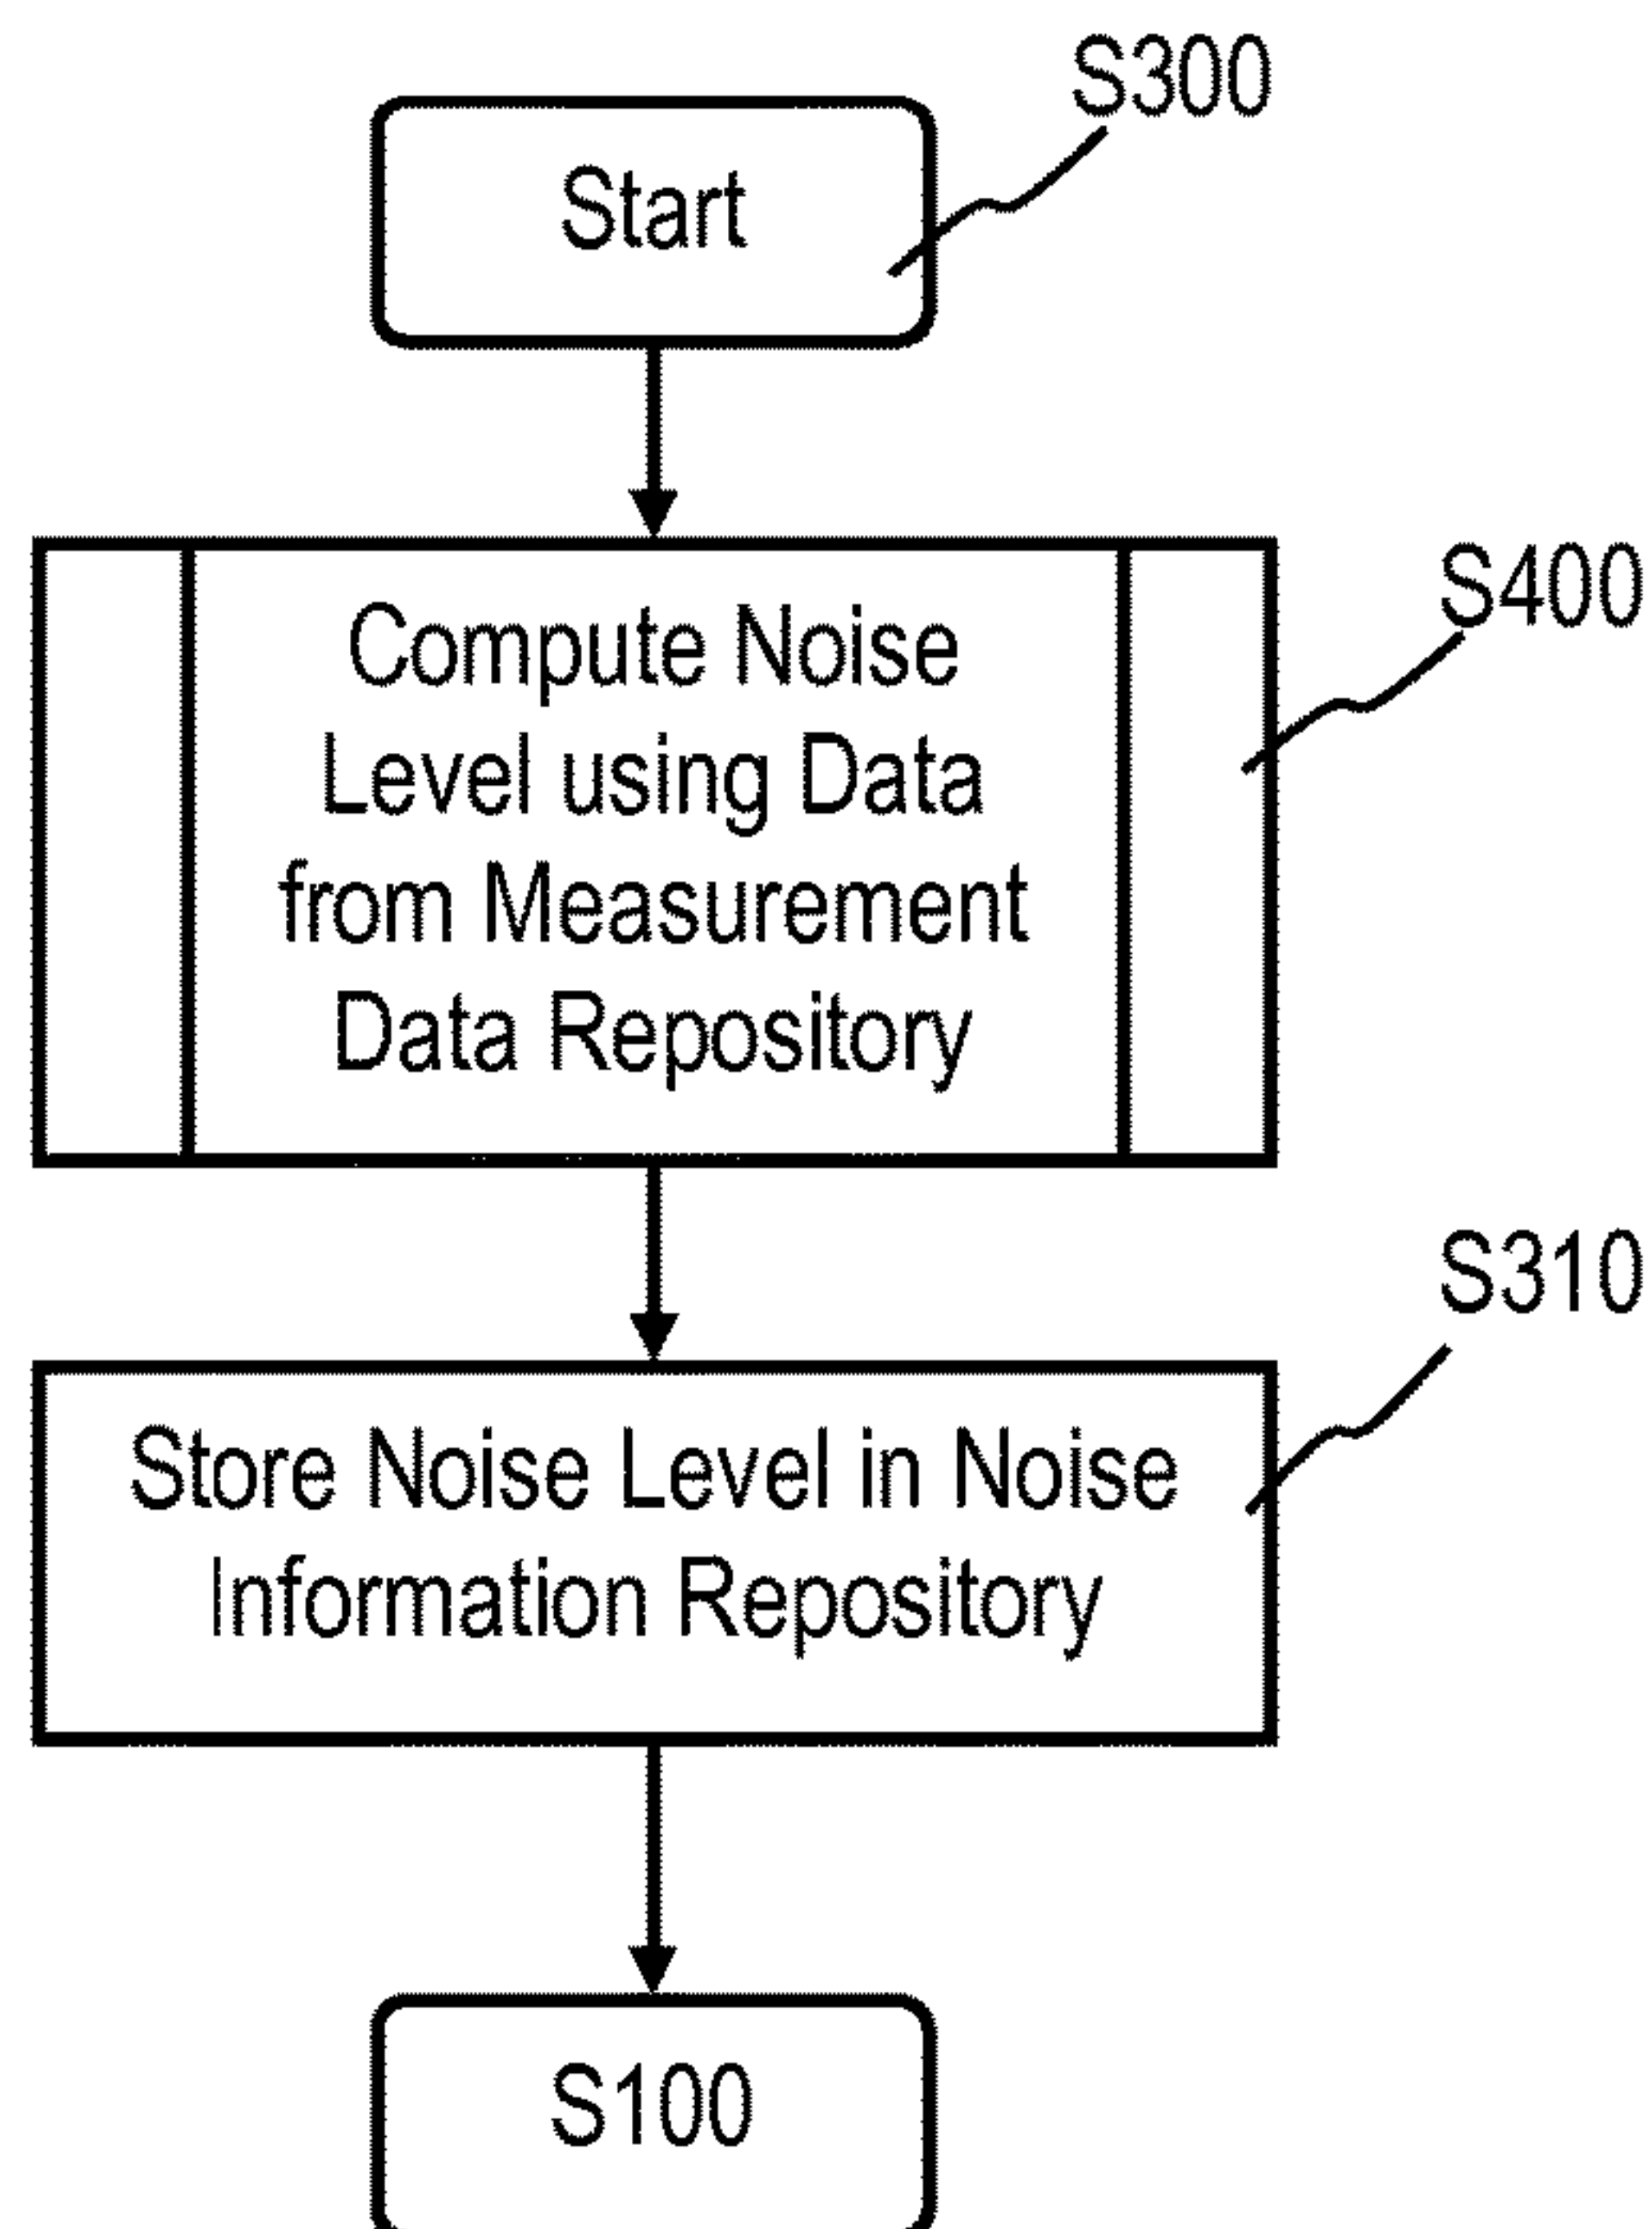 S300
Start
S400
Compute Noise
Level using Data
from Measurement
Data Repository
S310
Store Noise Level in Noise
Information Repository
S100